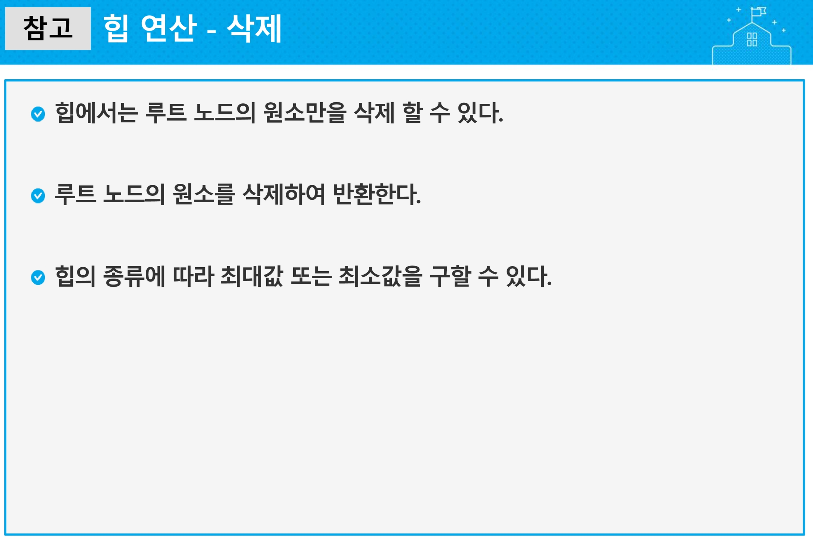 참고 힙 연산 - 삭제
힙에서는 루트 노드의 원소만을 삭제 할 수 있다.
루트 노드의 원소를 삭제하여 반환한다.
힙의 종류에 따라 최대값 또는 최소값을 구할 수 있다.